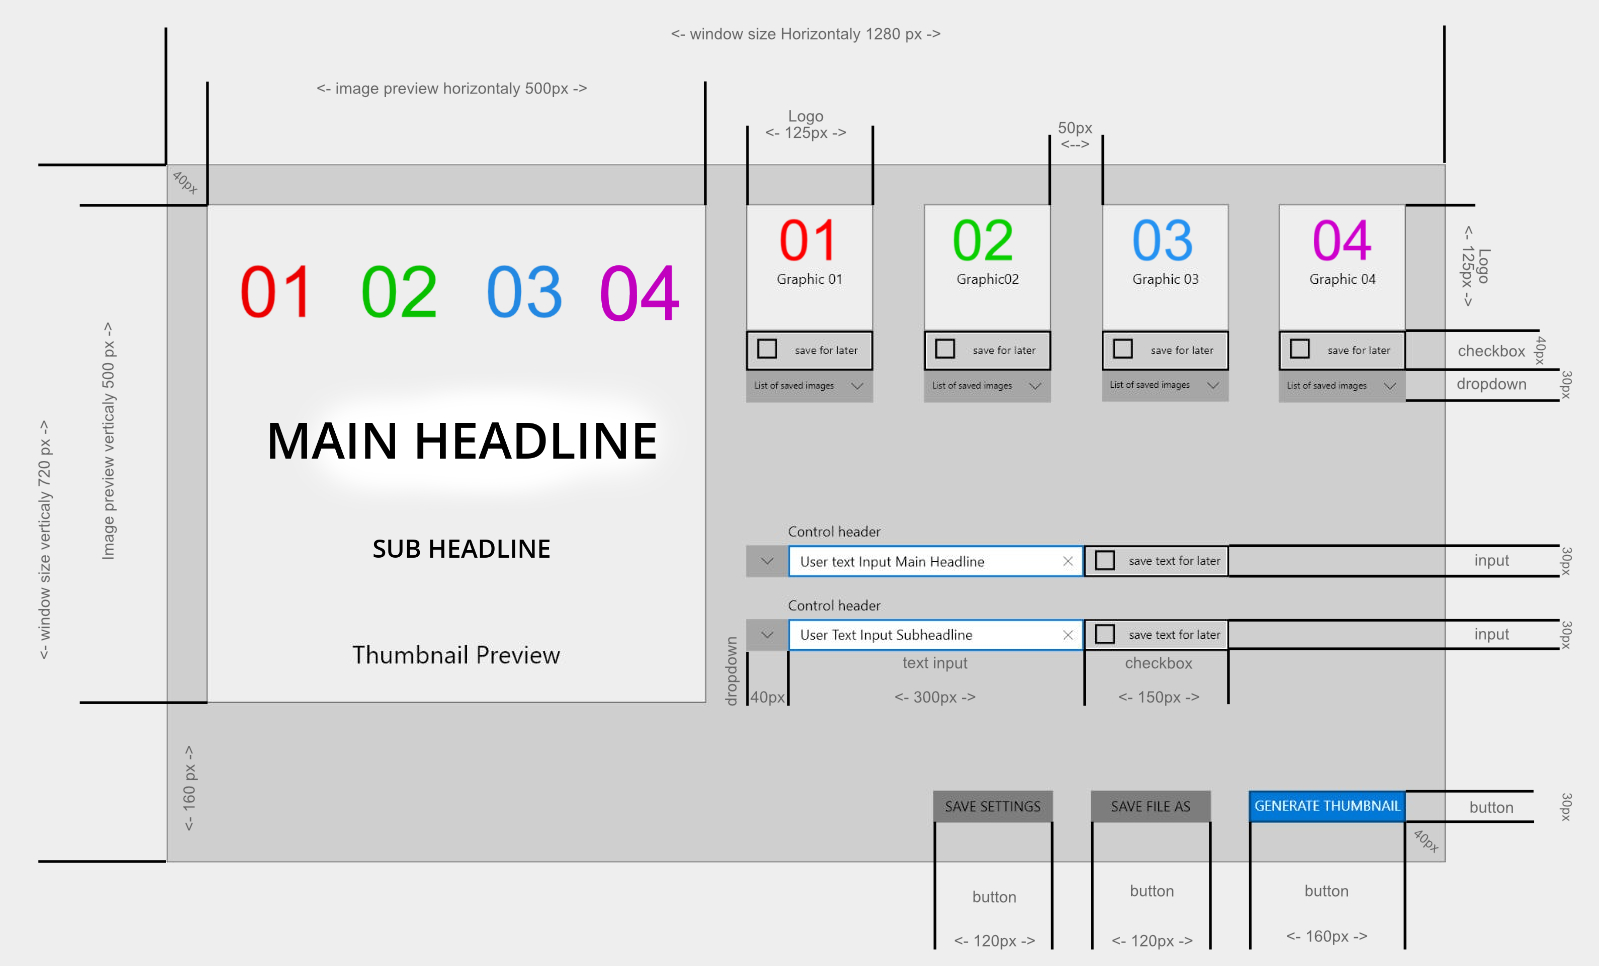 <- window size Horizontaly 1280 px ->
<- image preview horizontaly 500px ->
Logo
<- 125px ->
50px
<-->
40px
01
02
03
04
Graphic 01
Graphic02
Graphic 03
Graphic 04
Logo
<- 125px ->
save for later
save for later
save for later
save for later
checkbox
40px
List of saved images
List of saved images
List of saved images
List of saved images
dropdown
30px
01
02
03
04
MAIN HEADLINE
SUB HEADLINE
Thumbnail Preview
<- window size verticaly 720 px ->
Image preview verticaly 500 px ->
<- 160 px ->
Control header
User text Input Main Headline
save text for later
input
30px
Control header
User Text Input Subheadline
save text for later
input
30px
dropdown
40px
text input
<- 300px ->
checkbox
<- 150px ->
SAVE SETTINGS
SAVE FILE AS
GENERATE THUMBNAIL
button
30px
40px
button
<- 120px ->
button
<- 120px ->
button
<- 160px ->